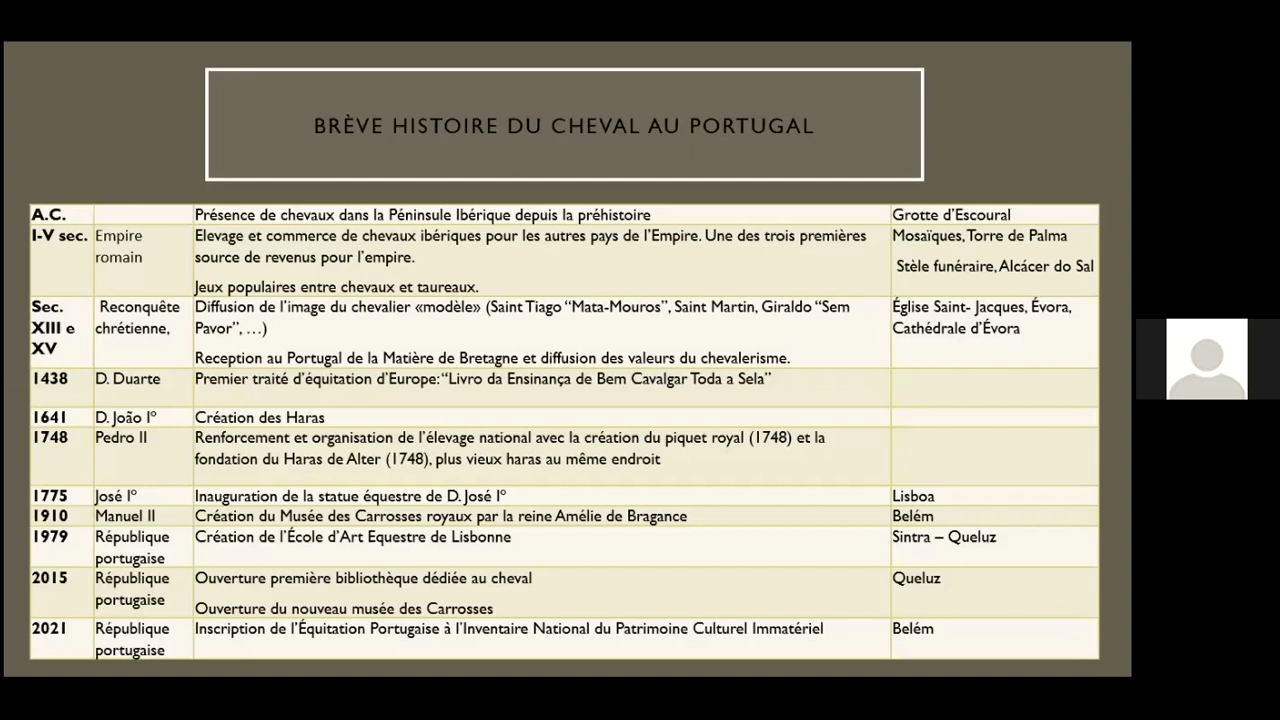 BRÈVE HISTOIRE DU CHEVAL AU PORTUGAL
A.C. Présence de chevaux dans la Péninsule Ibérique depuis la préhistoire Grotte d'Escoural
I-V sec. Empire Elevage et commerce de chevaux ibériques pour les autres pays de l'Empire. Une des trois premières Mosaïques, Torre de Palma
romain source de revenus pour l'empire.
Stèle funéraire, Alcácer do Sal
Jeux populaires entre chevaux et taureaux.
Sec. Reconquête Diffusion de l'image du chevalier «modèle» (Saint Tiago "Mata-Mouros", Saint Martin, Giraldo "Sem Église Saint- Jacques, Évora,
XIII e chrétienne, Pavor", …) Cathédrale d'Évora
XV
Reception au Portugal de la Matière de Bretagne et diffusion des valeurs du chevalerisme.
1438 D. Duarte Premier traité d'équitation d'Europe: "Livro da Ensinança de Bem Cavalgar Toda a Sela"
1641 D. João Iº Création des Haras
1748 Pedro II Renforcement et organisation de l'élevage national avec la création du piquet royal (1748) et la
fondation du Haras de Alter (1748), plus vieux haras au même endroit
1775 José Iº Inauguration de la statue équestre de D. José Iº Lisboa
1910 Manuel II Création du Musée des Carrosses royaux par la reine Amélie de Bragance Belém
1979 République Création de l'École d'Art Equestre de Lisbonne Sintra – Queluz
portugaise
2015 République Ouverture première bibliothèque dédiée au cheval Queluz
portugaise
Ouverture du nouveau musée des Carrosses
2021 République Inscription de l'Équitation Portugaise à l'Inventaire National du Patrimoine Culturel Immatériel Belém
portugaise